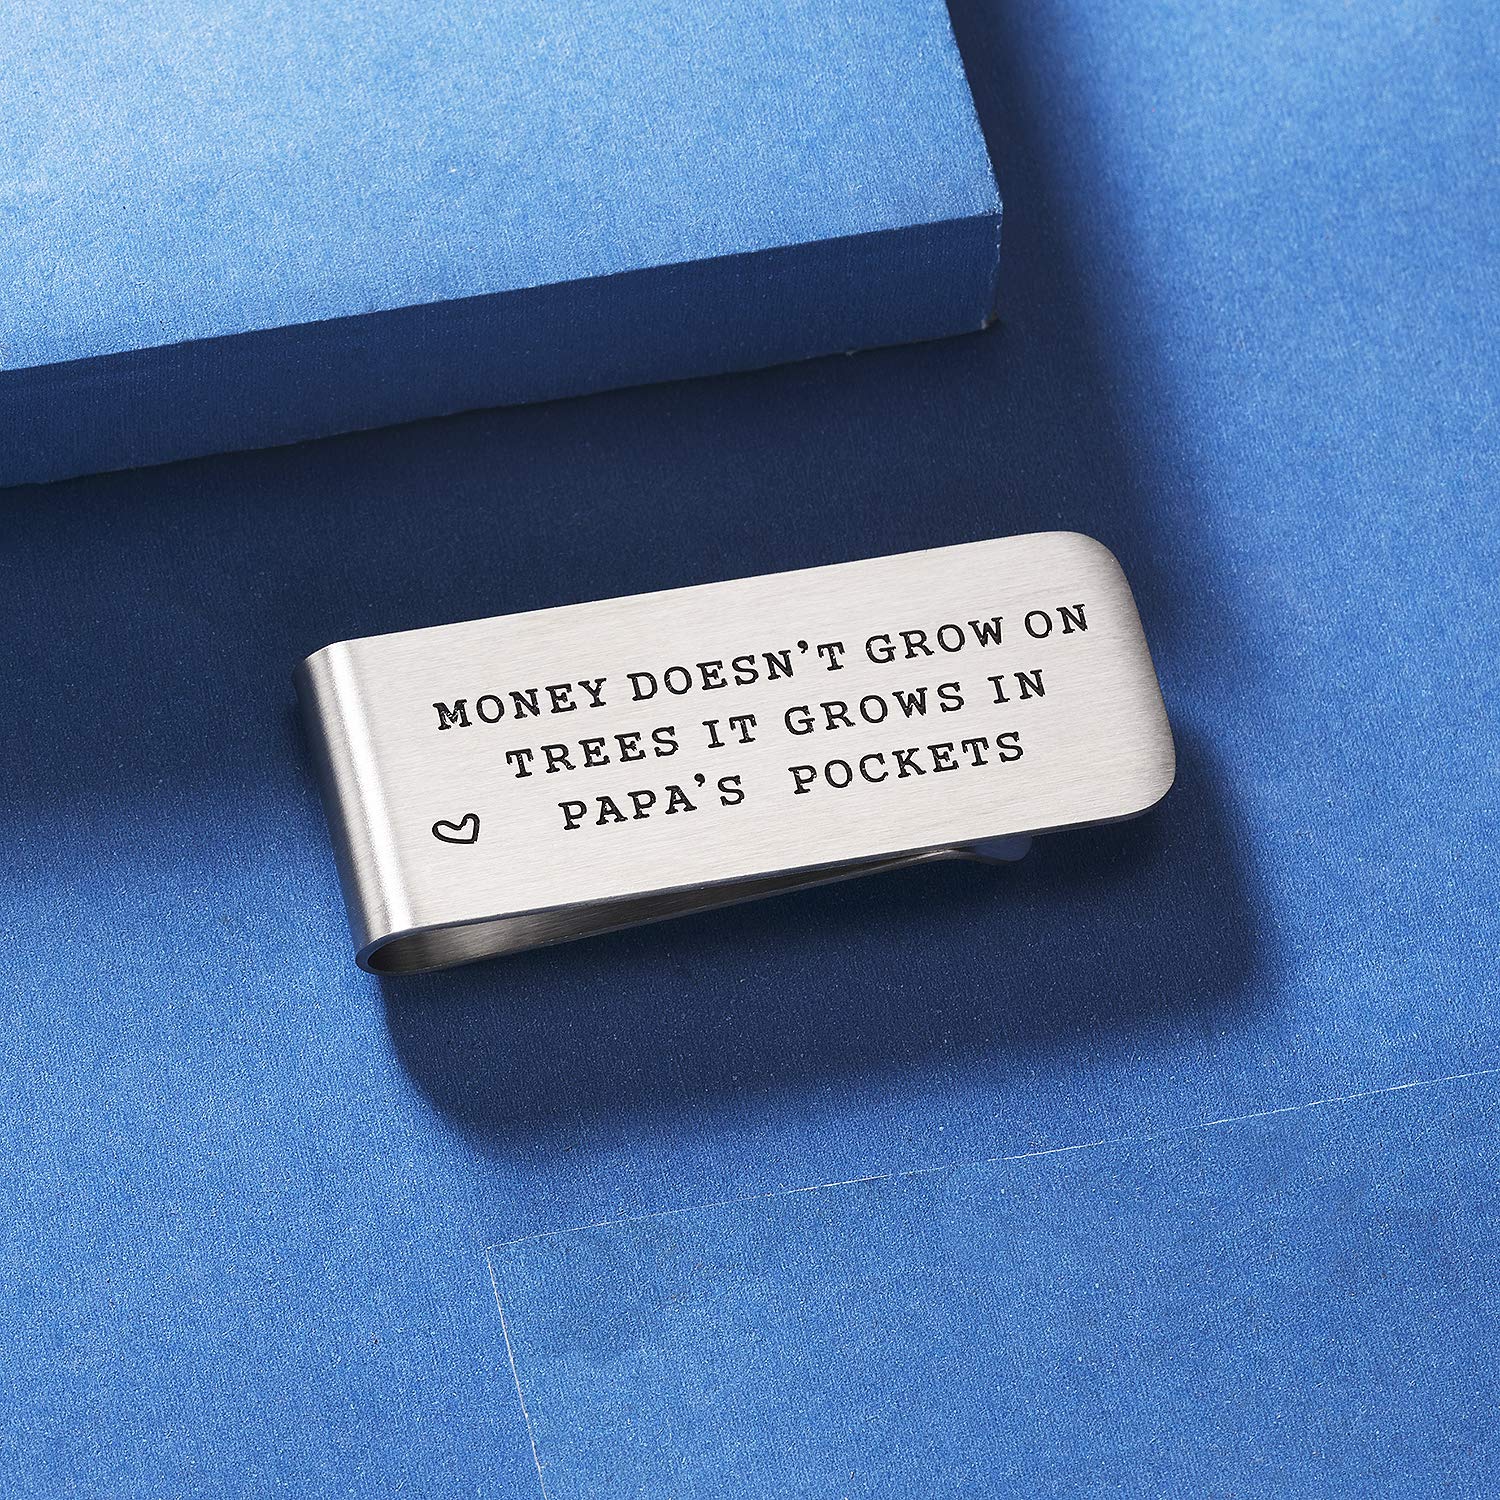 MONEY DOESN'T GROW ON
TREES IT GROWS IN
PAPA'S POCKETS